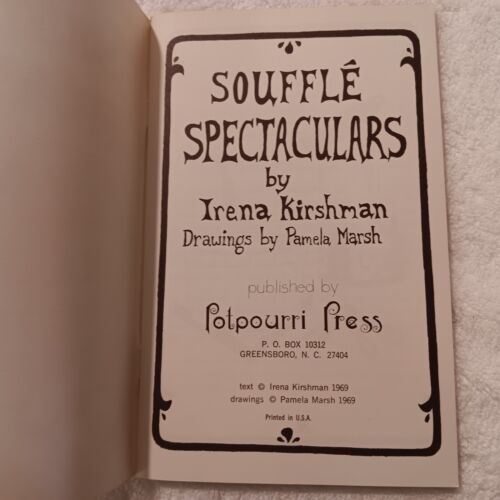 SOUFFLÉ
SPECTACULARS
by
Irena Kirshman
Drawings by Pamela Marsh
published by
Potpourri Press
P. O. BOX 10312
GREENSBORO, N. C. 27404
text © Irena Kirshman 1969
drawings © Pamela Marsh 1969
Printed in U.S.A.